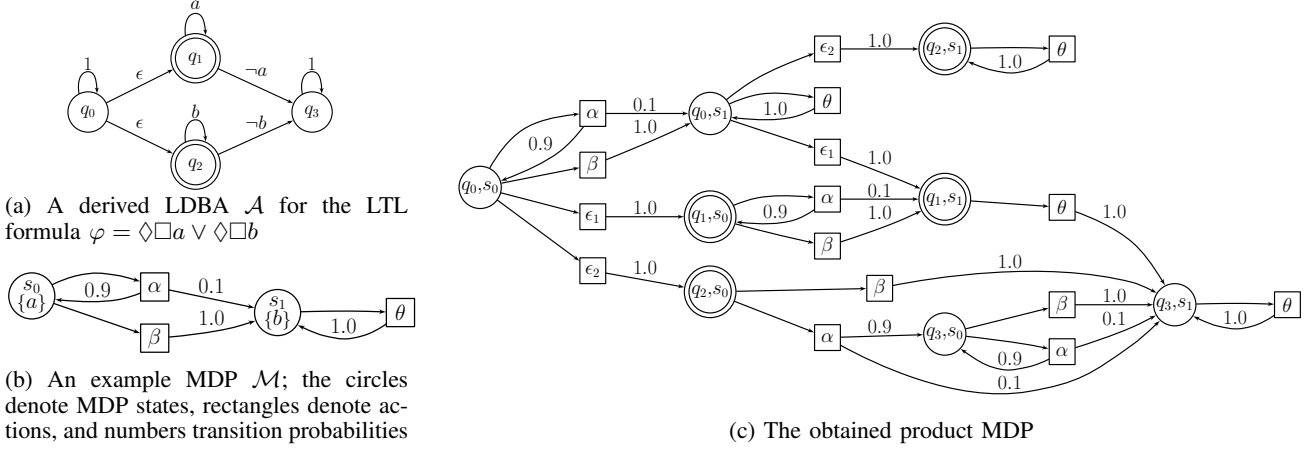 a
q1
1
ϵ
¬a
1
q0
q3
ϵ
b
¬b
q2
(a) A derived LDBA 𝒜 for the LTL
formula φ = ◇□a ∨ ◇□b
s0
{a}
0.9
α
0.1
s1
{b}
θ
1.0
1.0
β
(b) An example MDP ℳ; the circles
denote MDP states, rectangles denote ac-
tions, and numbers transition probabilities
ϵ2
1.0
q2,s1
θ
1.0
α
0.1
q0,s1
1.0
θ
0.9
1.0
β
ϵ1
1.0
q0,s0
ϵ1
1.0
q1,s0
α
0.1
q1,s1
θ
1.0
0.9
1.0
β
ϵ2
1.0
q2,s0
β
1.0
β
1.0
q3,s1
θ
1.0
α
0.9
q3,s0
0.1
α
0.9
0.1
(c) The obtained product MDP